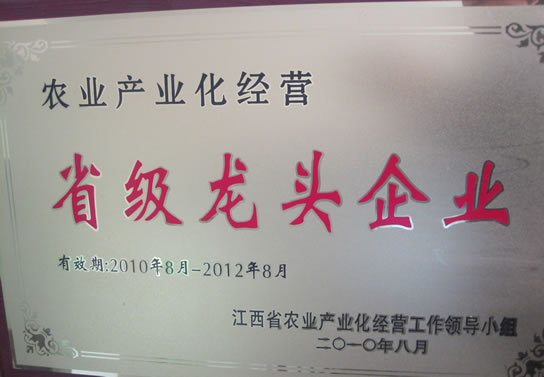 农业产业化经营
省级龙头企业
有效期:2010年8月-2012年8月
江西省农业产业化经营工作领导小组
二〇一〇年八月